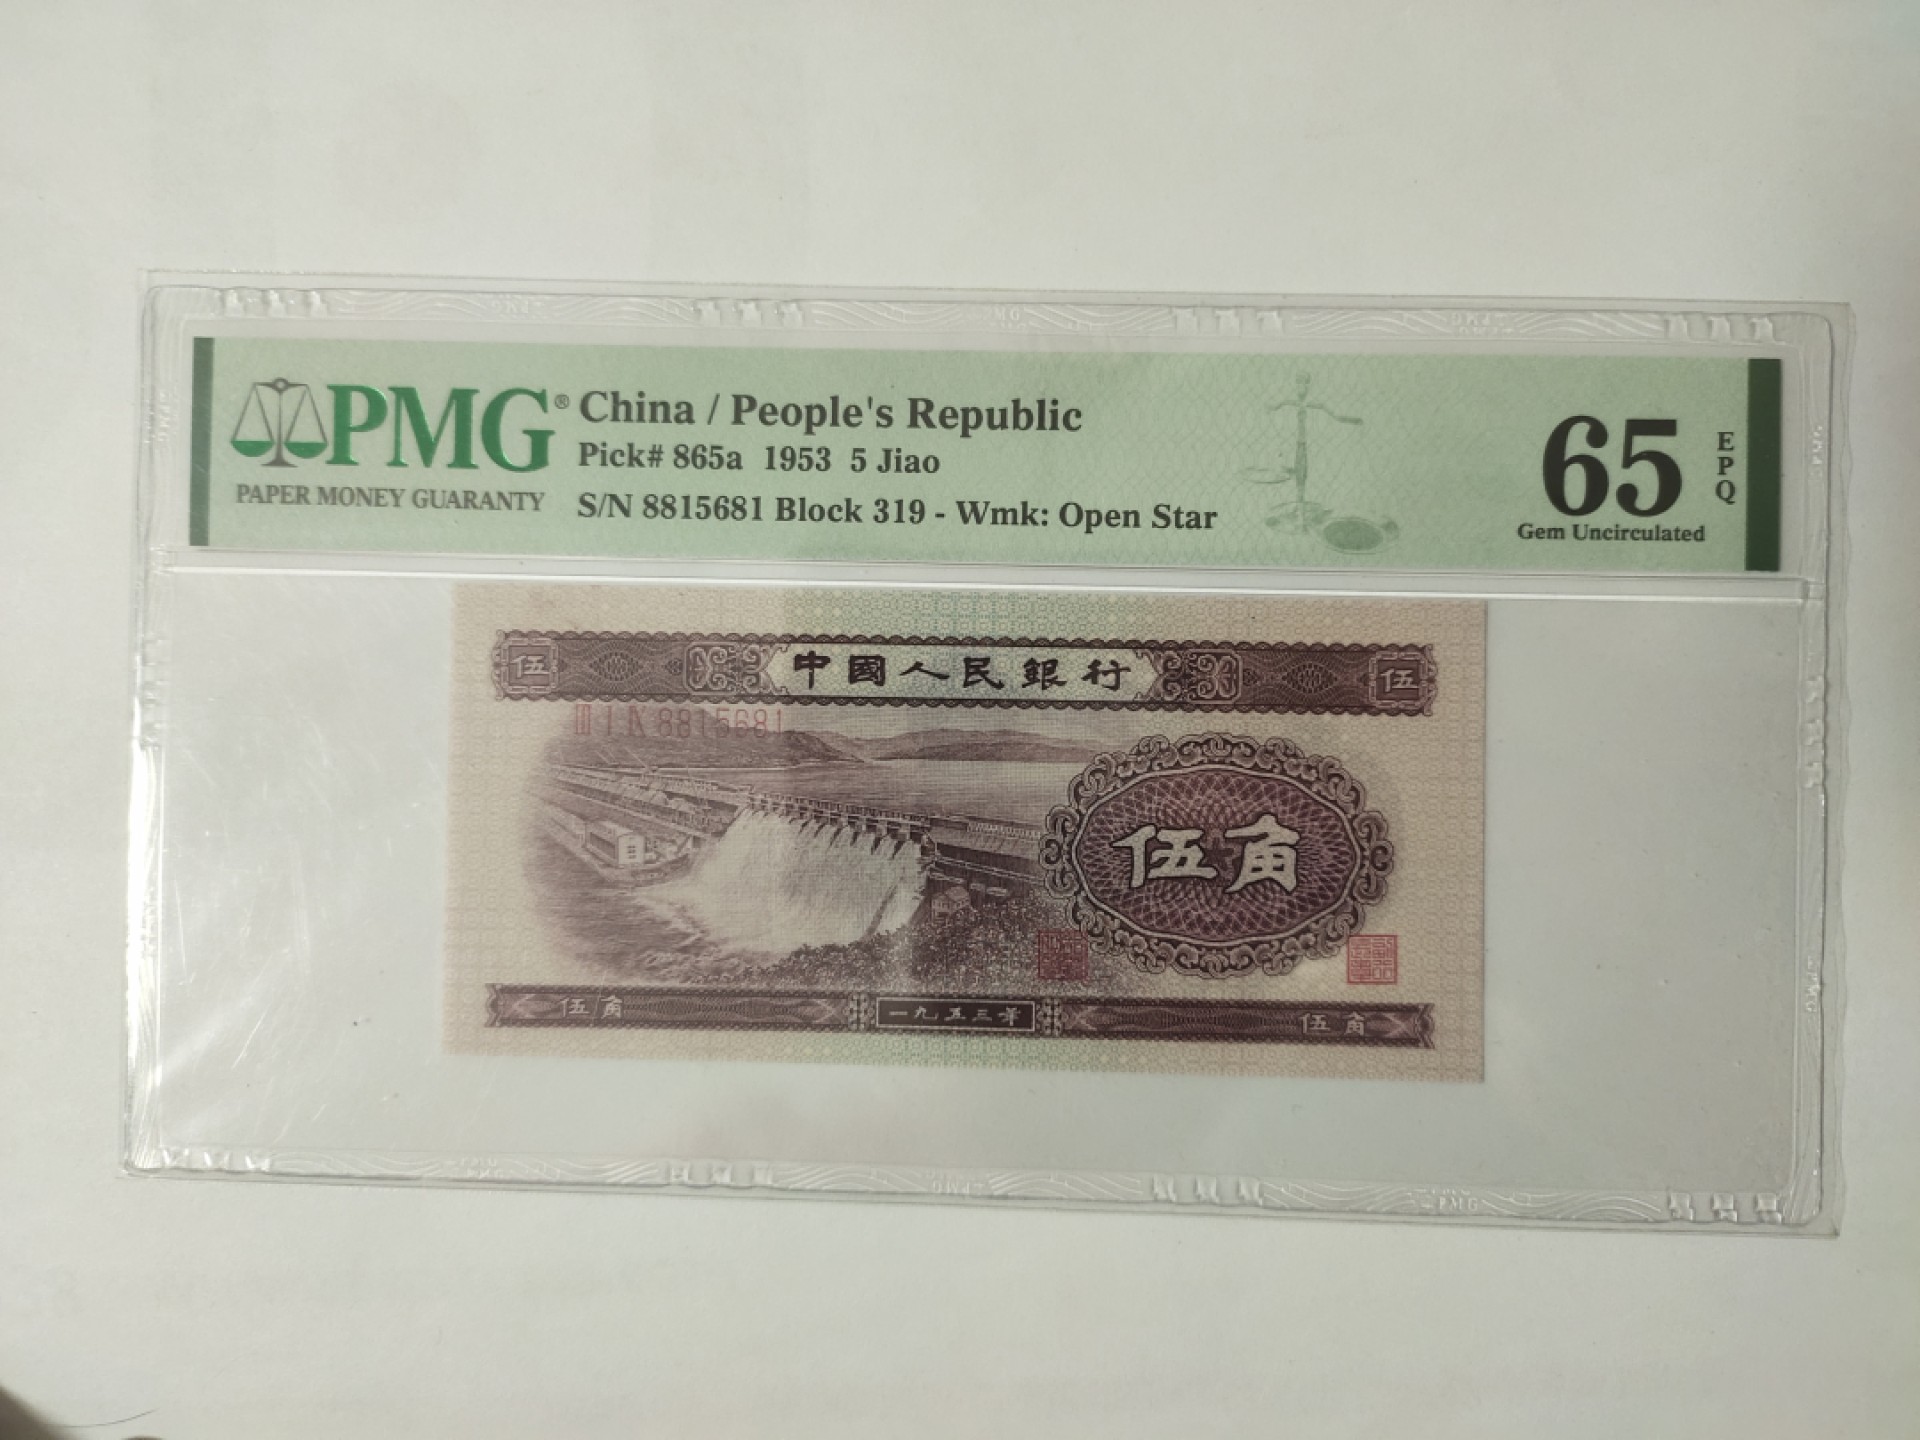 PMG® China / People's Republic
Pick# 865a 1953 5 Jiao
PAPER MONEY GUARANTY
S/N 8815681 Block 319 - Wmk: Open Star
65 EPQ
Gem Uncirculated
伍 中國人民銀行 伍
III I IX 8815681
伍角
伍角 一九五三年 伍角